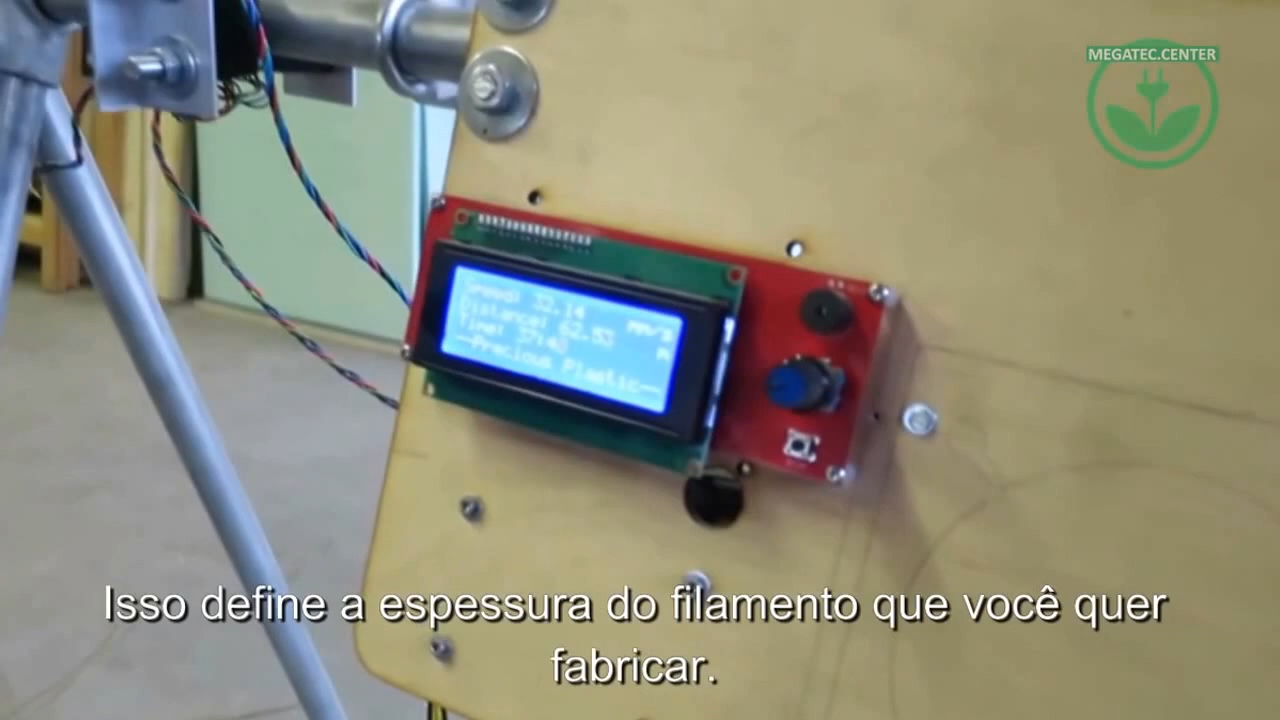 MEGATEC.CENTER
Speed: 32.14 MM/S
Distance: 62.53 M
Time: 37:43
--Precious Plastic--
Isso define a espessura do filamento que você quer
fabricar.